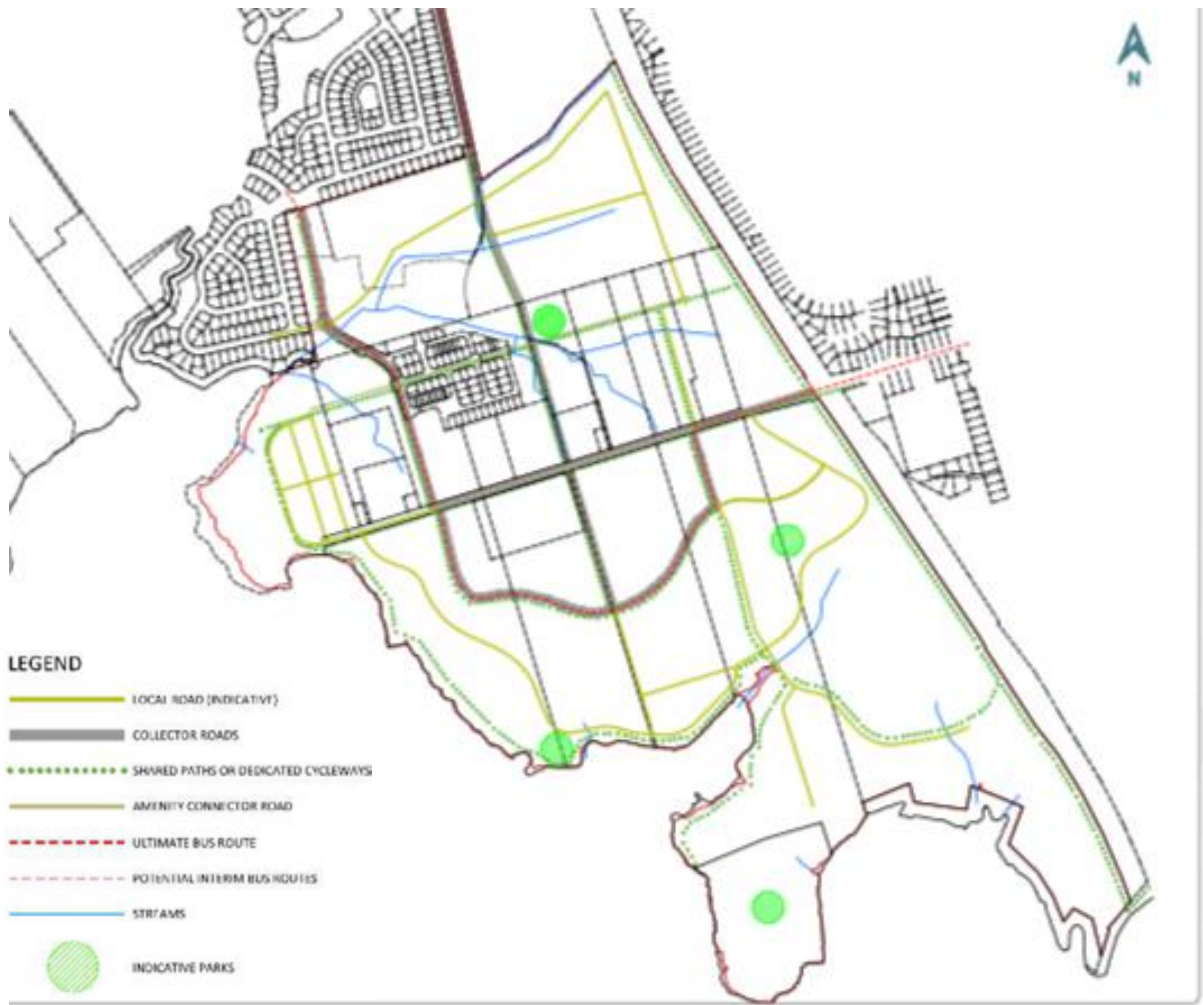 N
LEGEND
LOCAL ROAD (INDICATIVE)
COLLECTOR ROADS
SHARED PATHS OR DEDICATED CYCLEWAYS
AMENITY CONNECTOR ROAD
ULTIMATE BUS ROUTE
POTENTIAL INTERIM BUS ROUTES
STREAMS
INDICATIVE PARKS